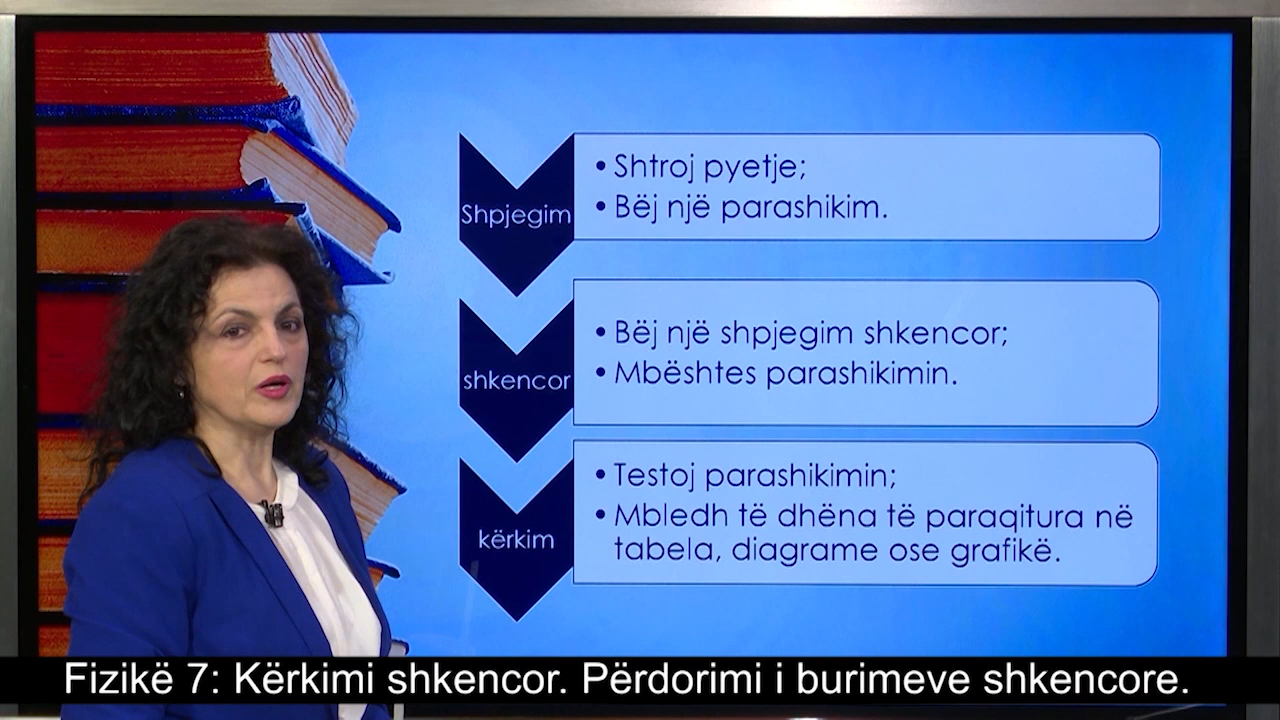 Shpjegim
• Shtroj pyetje;
• Bëj një parashikim.
shkencor
• Bëj një shpjegim shkencor;
• Mbështes parashikimin.
kërkim
• Testoj parashikimin;
• Mbledh të dhëna të paraqitura në
tabela, diagrame ose grafikë.
Fizikë 7: Kërkimi shkencor. Përdorimi i burimeve shkencore.